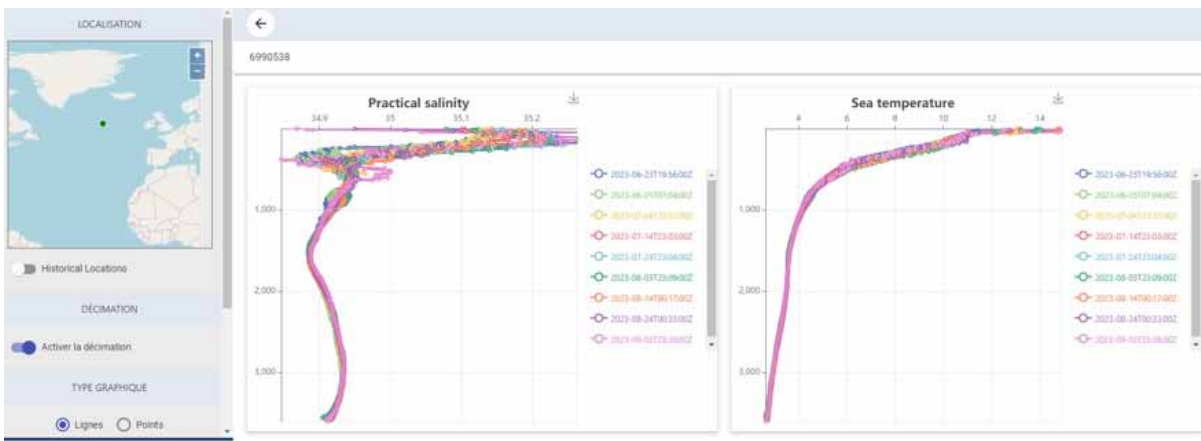 LOCALISATION
+
−
Historical Locations
DÉCIMATION
Activer la décimation
TYPE GRAPHIQUE
Lignes
Points
6990538
Practical salinity
34.9 35 35.1 35.2
1,000
2,000
3,000
2023-06-23T19:56:00Z
2023-07-14T23:03:00Z
2023-07-24T23:04:00Z
2023-08-03T23:09:00Z
2023-08-14T00:17:00Z
2023-08-24T00:33:00Z
Sea temperature
4 6 8 10 12 14
1,000
2,000
3,000
2023-06-23T19:56:00Z
2023-07-14T23:03:00Z
2023-07-24T23:04:00Z
2023-08-03T23:09:00Z
2023-08-14T00:17:00Z
2023-08-24T00:33:00Z